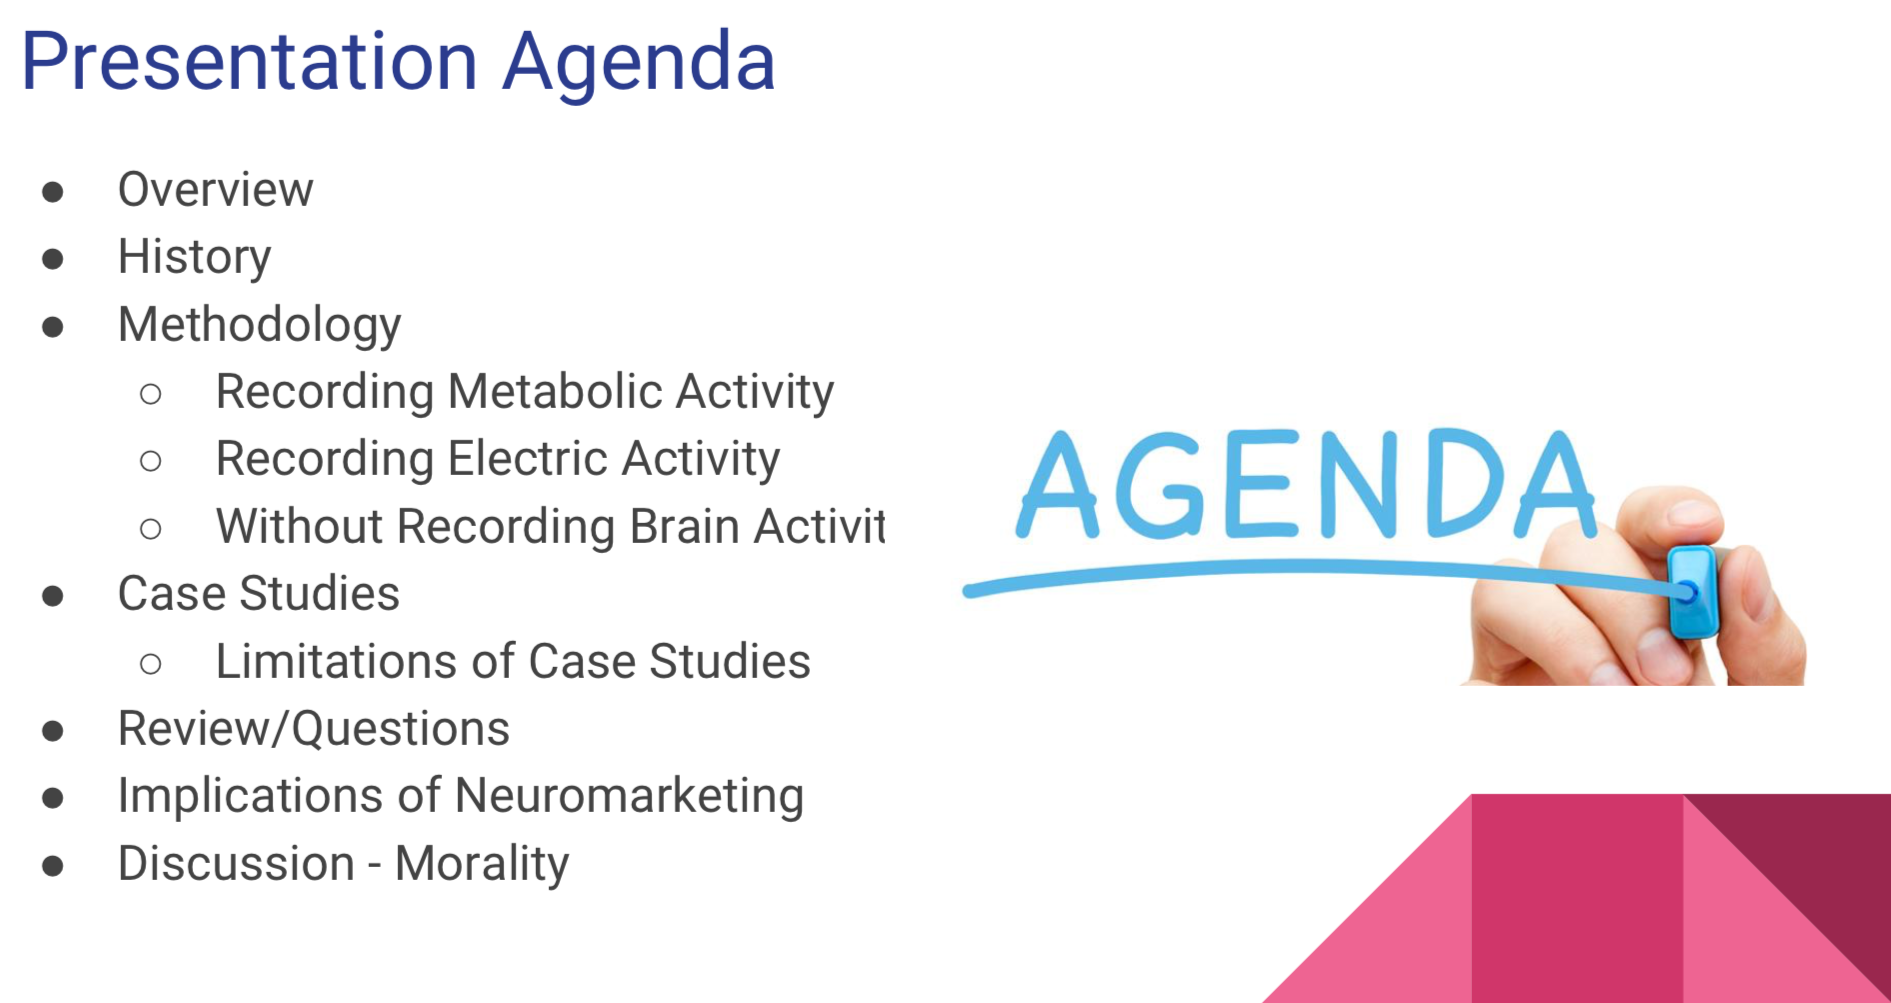 Presentation Agenda
● Overview
● History
● Methodology
○ Recording Metabolic Activity
○ Recording Electric Activity
○ Without Recording Brain Activit
● Case Studies
○ Limitations of Case Studies
● Review/Questions
● Implications of Neuromarketing
● Discussion - Morality
AGENDA